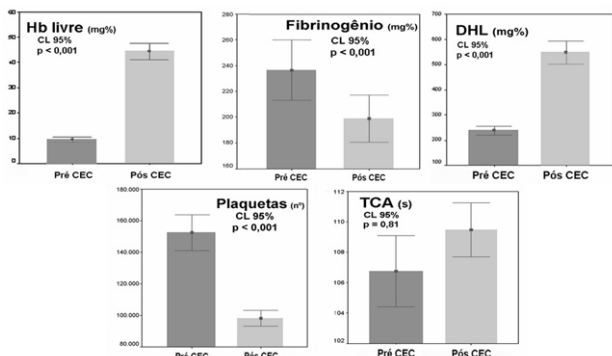 Hb livre (mg%)
CL 95%
p < 0,001
60
50
40
30
20
10
0
Pré CEC
Pós CEC
Fibrinogênio (mg%)
CL 95%
p < 0,001
260
240
220
200
180
160
Pré CEC
Pós CEC
DHL (mg%)
CL 95%
p < 0,001
700
600
500
400
300
200
100
Pré CEC
Pós CEC
Plaquetas (nº)
CL 95%
p < 0,001
180.000
160.000
140.000
120.000
100.000
80.000
Pré CEC
Pós CEC
TCA (s)
CL 95%
p = 0,81
112
110
108
106
104
102
Pré CEC
Pós CEC